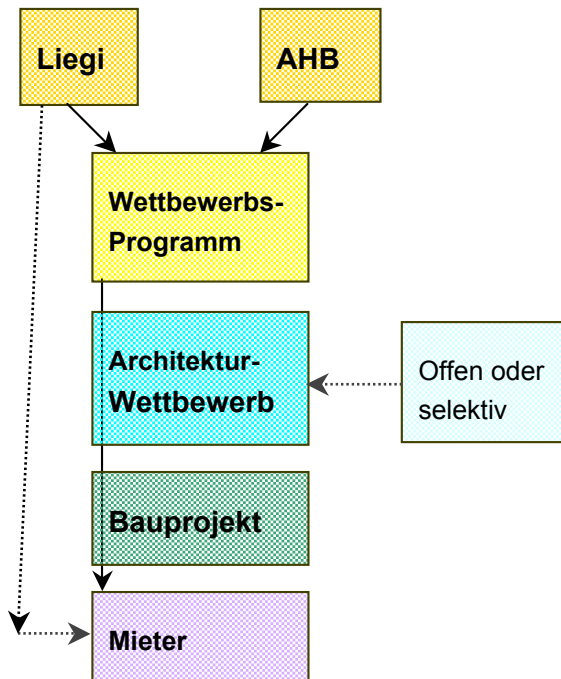 Liegi
AHB
Wettbewerbs-
Programm
Architektur-
Wettbewerb
Offen oder
selektiv
Bauprojekt
Mieter